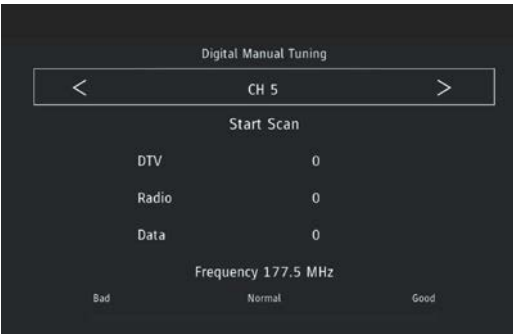 Digital Manual Tuning
< CH 5 >
Start Scan
DTV 0
Radio 0
Data 0
Frequency 177.5 MHz
Bad Normal Good